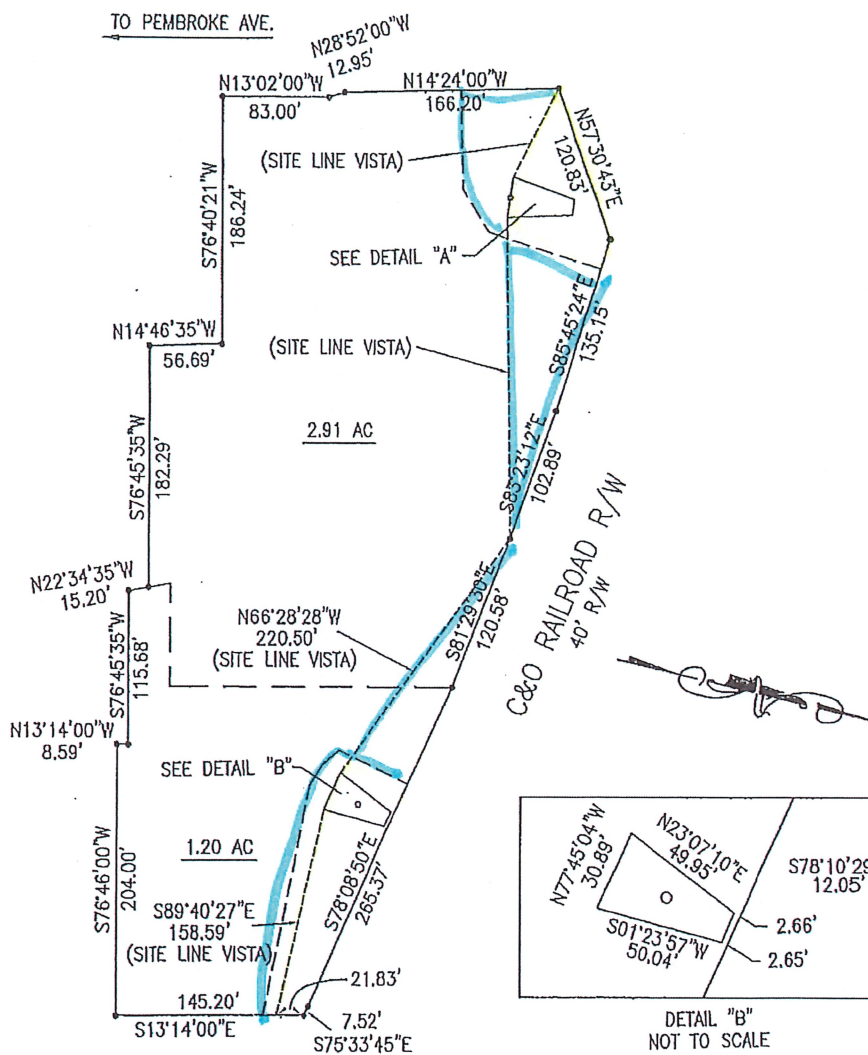 TO PEMBROKE AVE.
N28°52'00"W
12.95'
N13°02'00"W
83.00'
N14°24'00"W
166.20'
(SITE LINE VISTA)
N57°30'43"E
120.83'
S76°40'21"W
186.24'
SEE DETAIL "A"
S85°45'24"E
135.15'
N14°46'35"W
56.69'
(SITE LINE VISTA)
2.91 AC
S83°23'12"E
102.89'
S76°45'35"W
182.29'
C&O RAILROAD R/W
40' R/W
N22°34'35"W
15.20'
S81°29'30"E
120.58'
N66°28'28"W
220.50'
(SITE LINE VISTA)
S76°45'35"W
115.68'
N13°14'00"W
8.59'
SEE DETAIL "B"
1.20 AC
S76°46'00"W
204.00'
S78°08'50"E
265.37'
S89°40'27"E
158.59'
(SITE LINE VISTA)
21.83'
145.20'
S13°14'00"E
7.52'
S75°33'45"E
N77°45'04"W
30.89'
N23°07'10"E
49.95'
S78°10'29
12.05'
S01°23'57"W
50.04'
2.66'
2.65'
DETAIL "B"
NOT TO SCALE